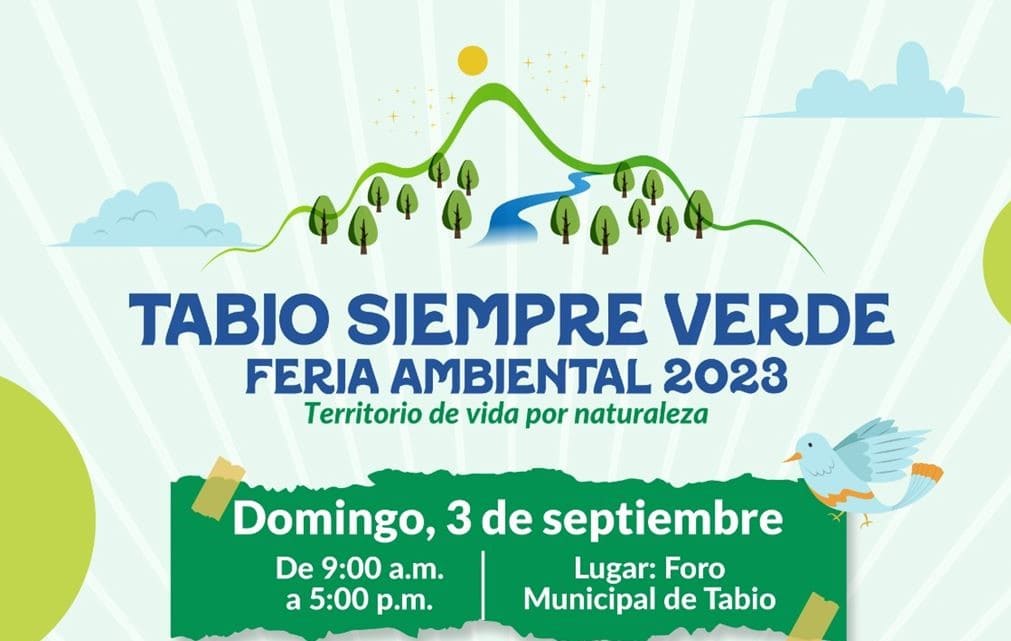 TABIO SIEMPRE VERDE
FERIA AMBIENTAL 2023
Territorio de vida por naturaleza
Domingo, 3 de septiembre
De 9:00 a.m.
a 5:00 p.m.
Lugar: Foro
Municipal de Tabio